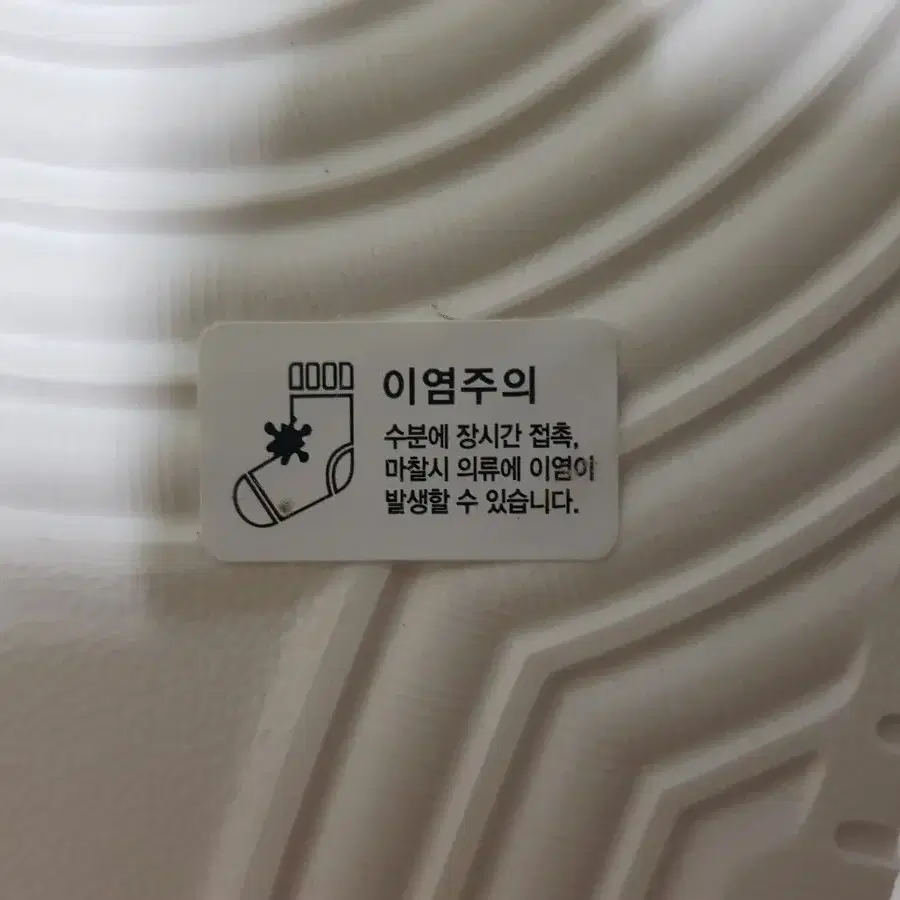 이염주의
수분에 장시간 접촉,
마찰시 의류에 이염이
발생할 수 있습니다.